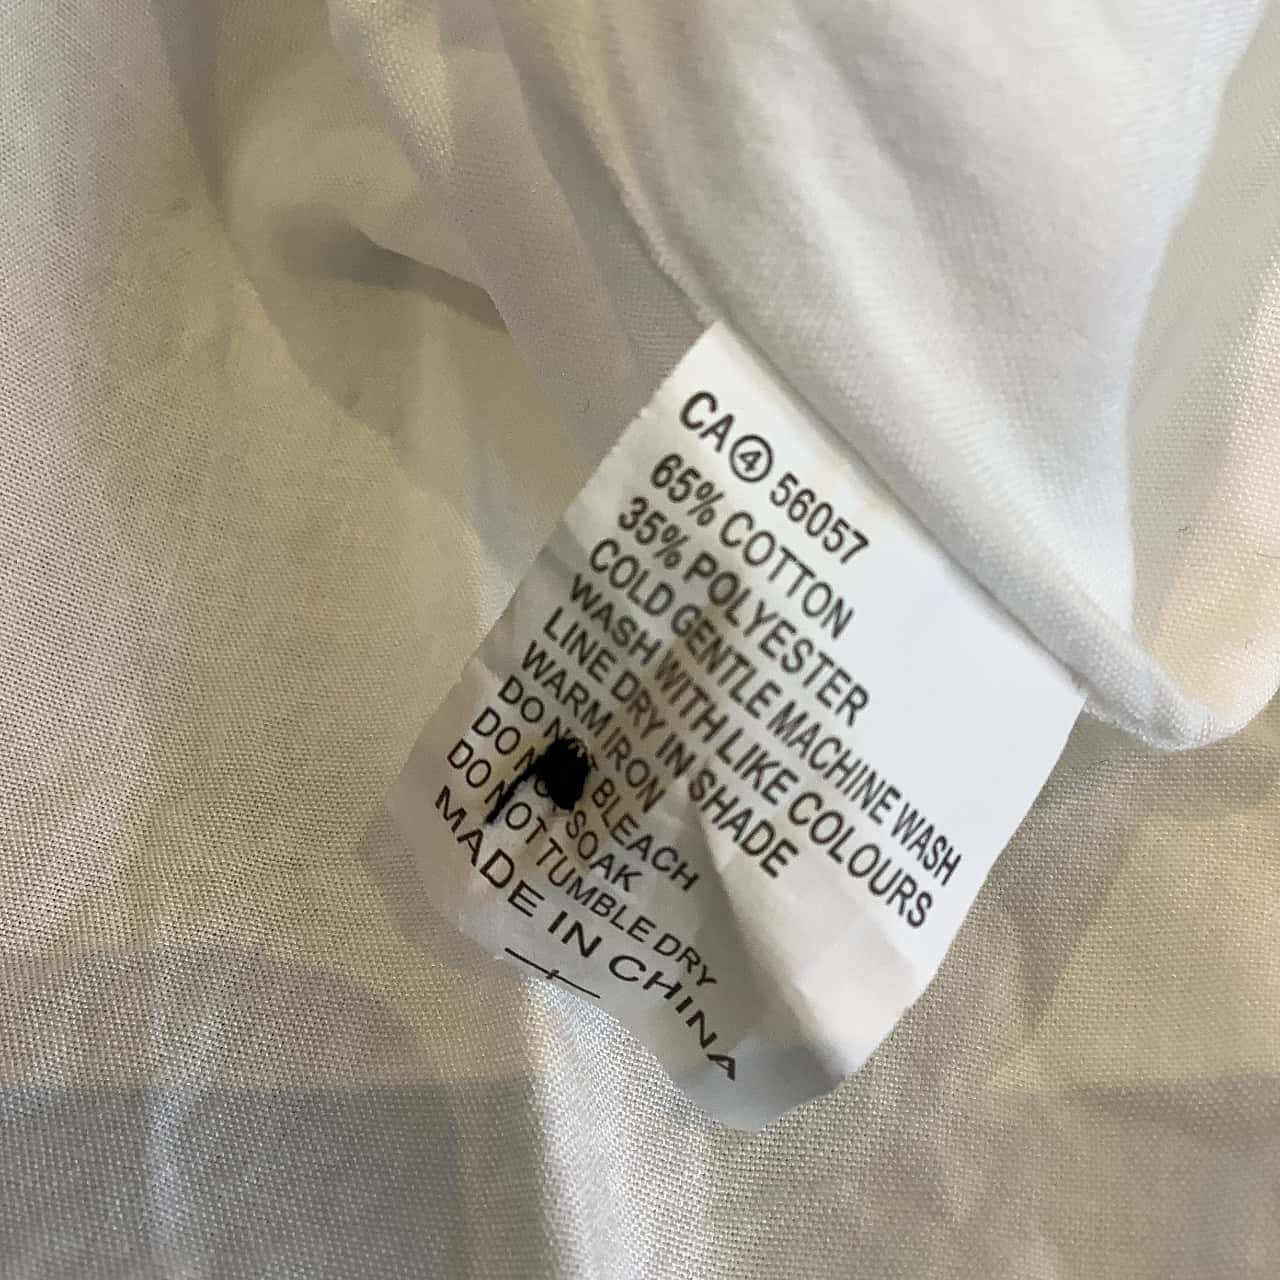 CA④ 56057
65% COTTON
35% POLYESTER
COLD GENTLE MACHINE WASH
WASH WITH LIKE COLOURS
LINE DRY IN SHADE
WARM IRON
DO NOT BLEACH
DO NOT SOAK
DO NOT TUMBLE DRY
MADE IN CHINA